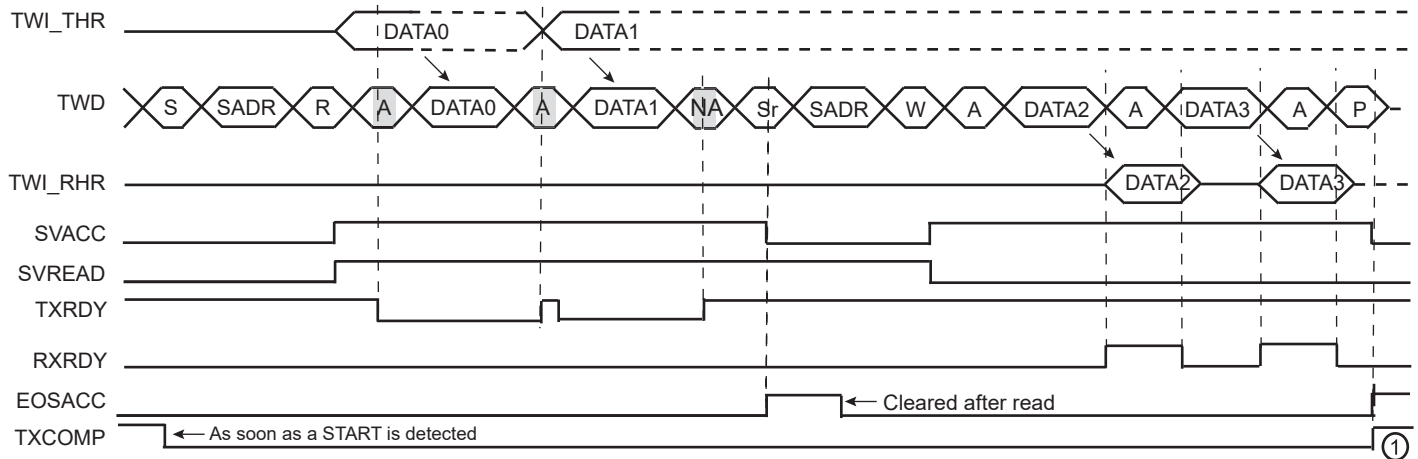 TWI_THR DATA0 DATA1
TWD S SADR R A DATA0 A DATA1 NA Sr SADR W A DATA2 A DATA3 A P
TWI_RHR DATA2 DATA3
SVACC
SVREAD
TXRDY
RXRDY
EOSACC Cleared after read
TXCOMP As soon as a START is detected 1